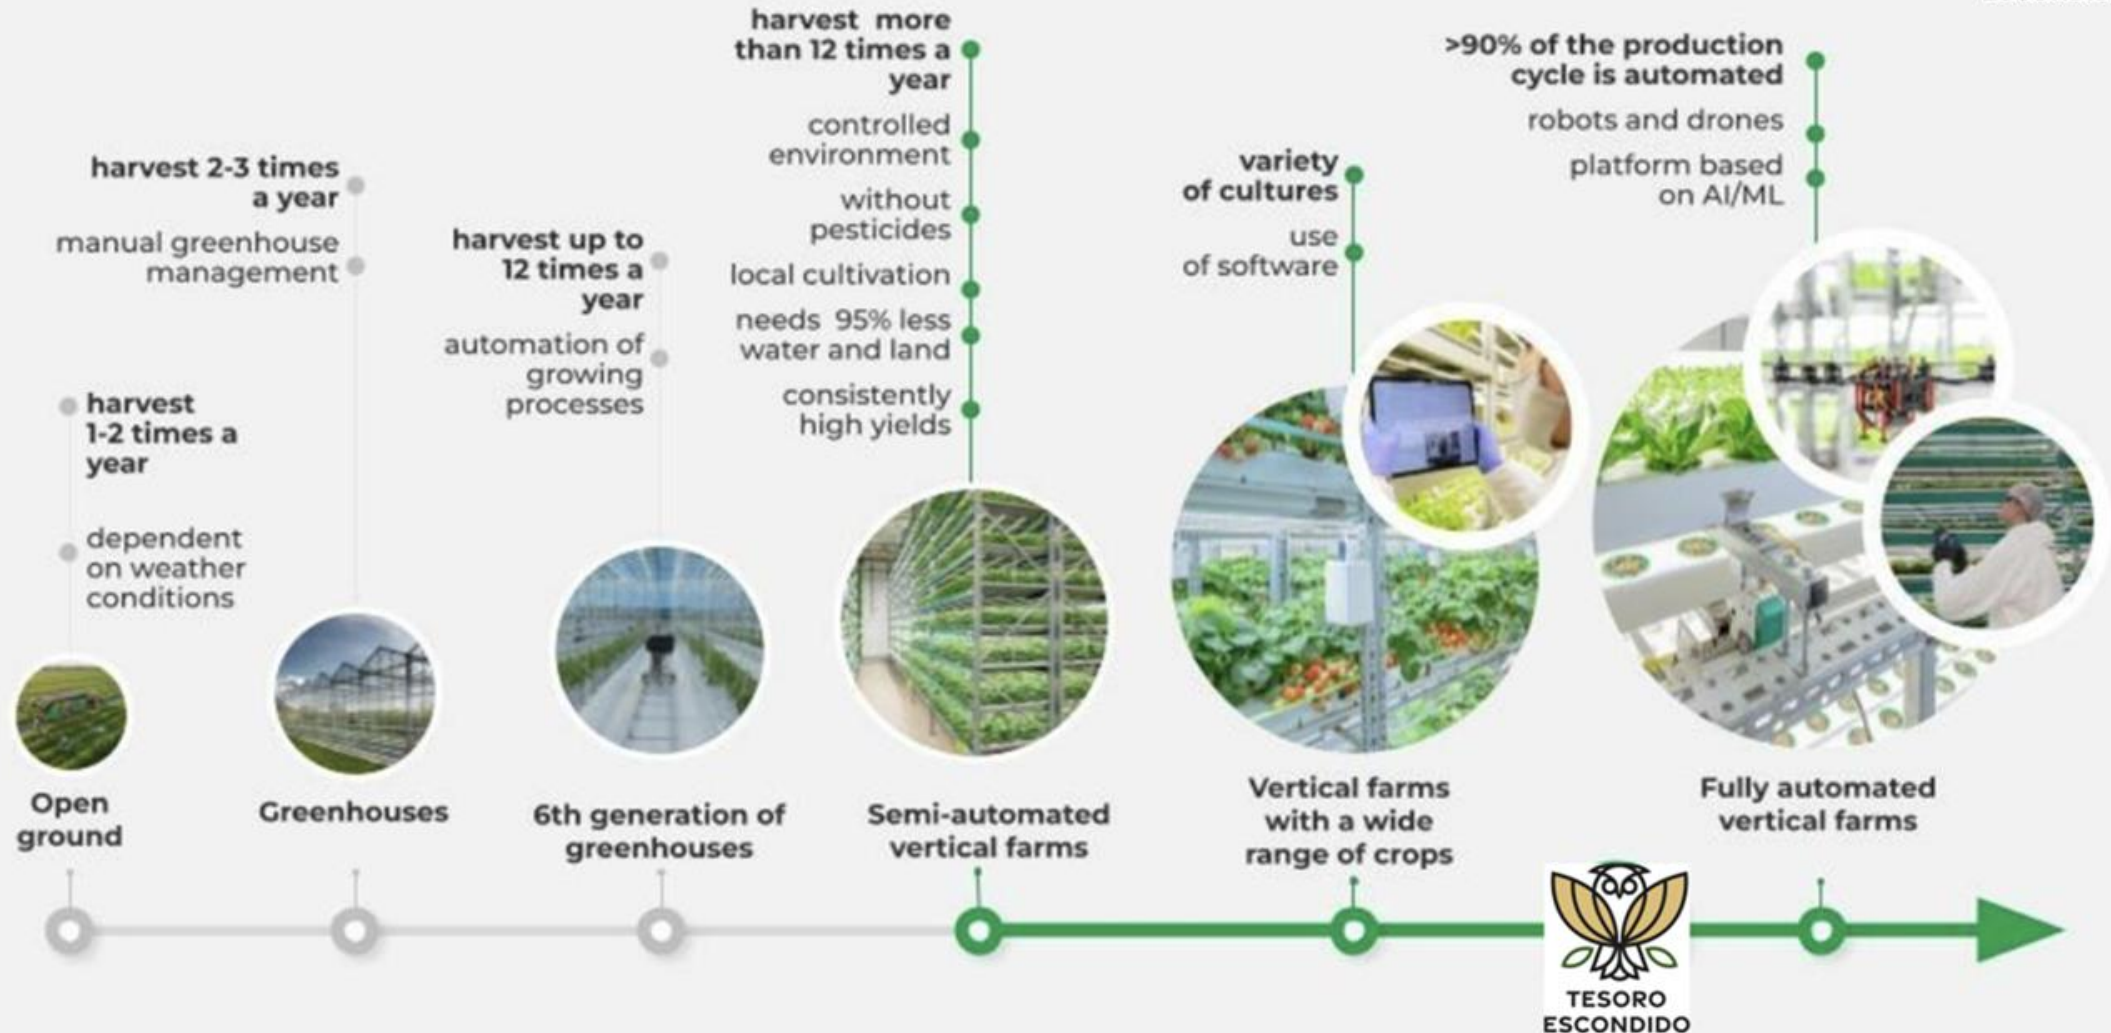 harvest
1-2 times a
year
dependent
on weather
conditions
Open
ground
harvest 2-3 times
a year
manual greenhouse
management
Greenhouses
harvest up to
12 times a
year
automation of
growing
processes
6th generation of
greenhouses
harvest more
than 12 times a
year
controlled
environment
without
pesticides
local cultivation
needs 95% less
water and land
consistently
high yields
Semi-automated
vertical farms
variety
of cultures
use
of software
Vertical farms
with a wide
range of crops
>90% of the production
cycle is automated
robots and drones
platform based
on AI/ML
Fully automated
vertical farms
TESORO
ESCONDIDO